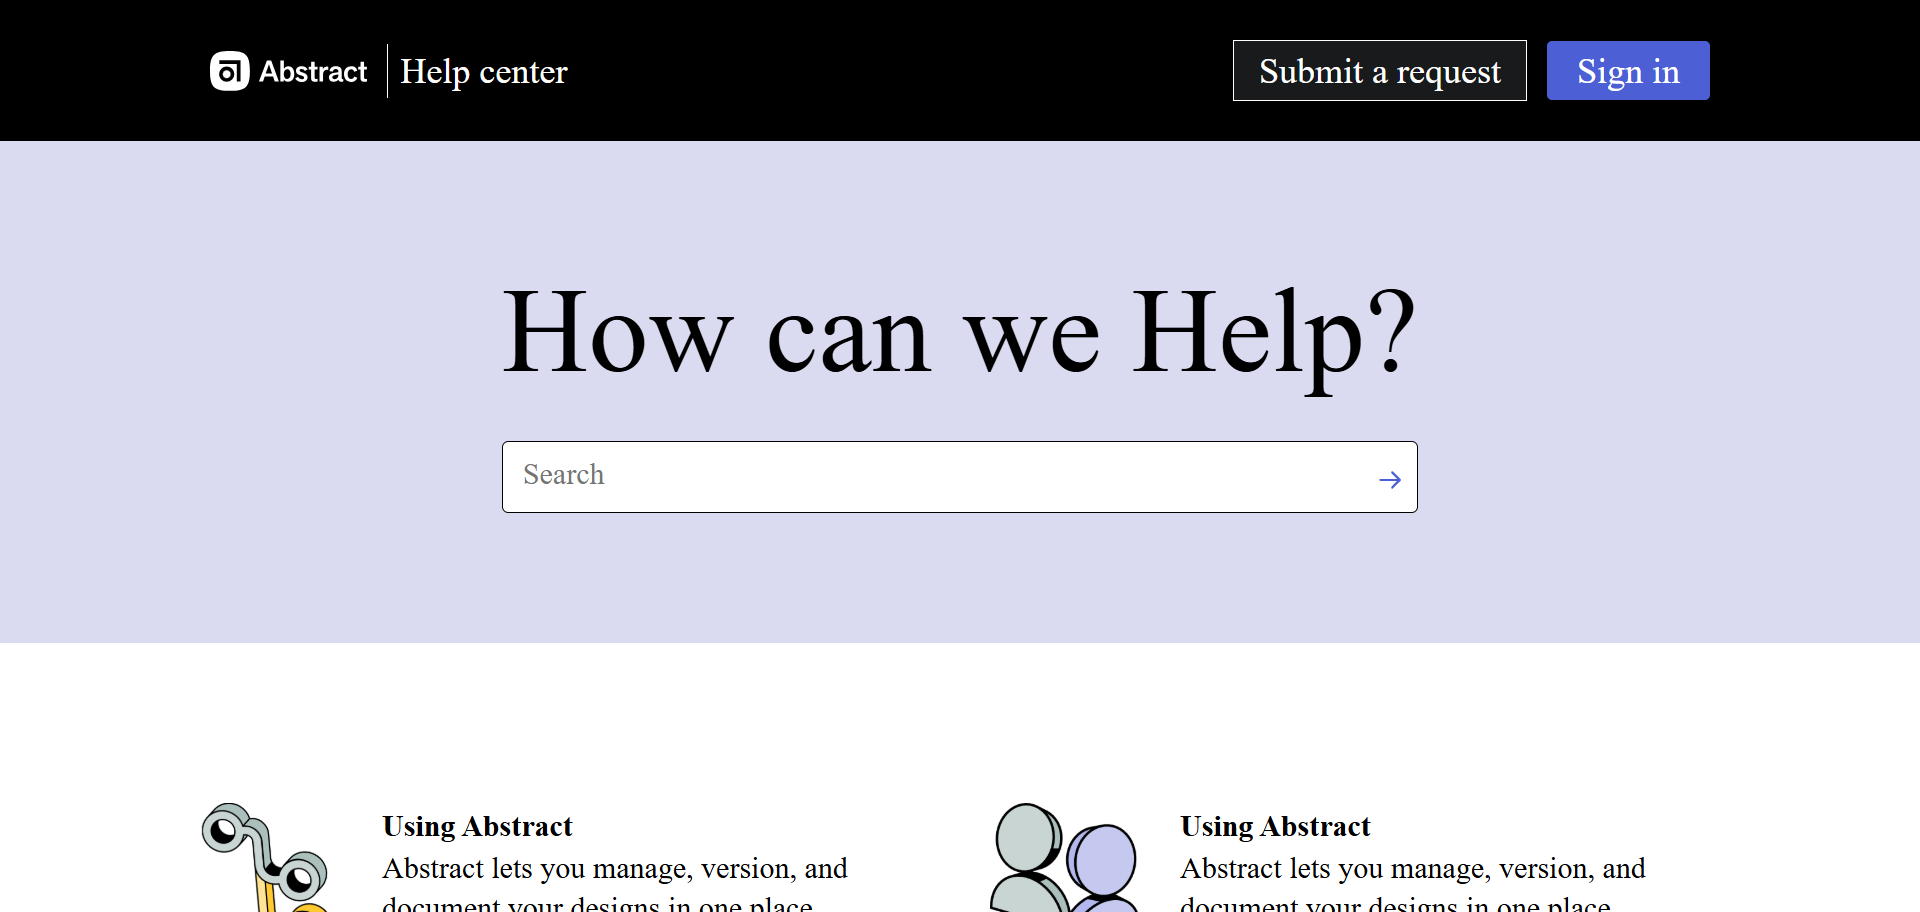 Abstract
Help center
Submit a request
Sign in
How can we Help?
Search
Using Abstract
Abstract lets you manage, version, and
document your designs in one place.
Using Abstract
Abstract lets you manage, version, and
document your designs in one place.